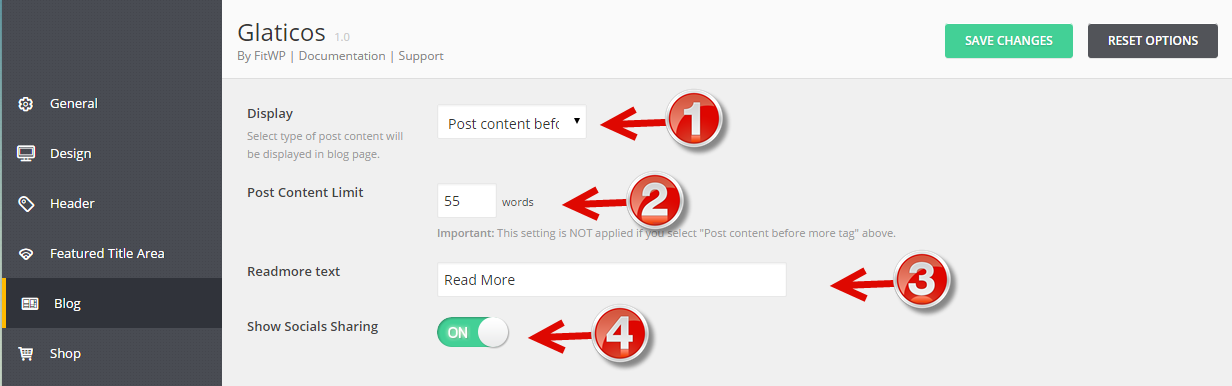 Glaticos 1.0
By FitWP | Documentation | Support
SAVE CHANGES
RESET OPTIONS
General
Design
Header
Featured Title Area
Blog
Shop
Display
Select type of post content will
be displayed in blog page.
Post content befo
1
Post Content Limit
55 words
2
Important: This setting is NOT applied if you select "Post content before more tag" above.
Readmore text
Read More
3
Show Socials Sharing
ON
4